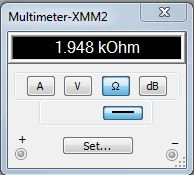 Multimeter-XMM2
1.948 kOhm
A V Ω dB
+ Set... –